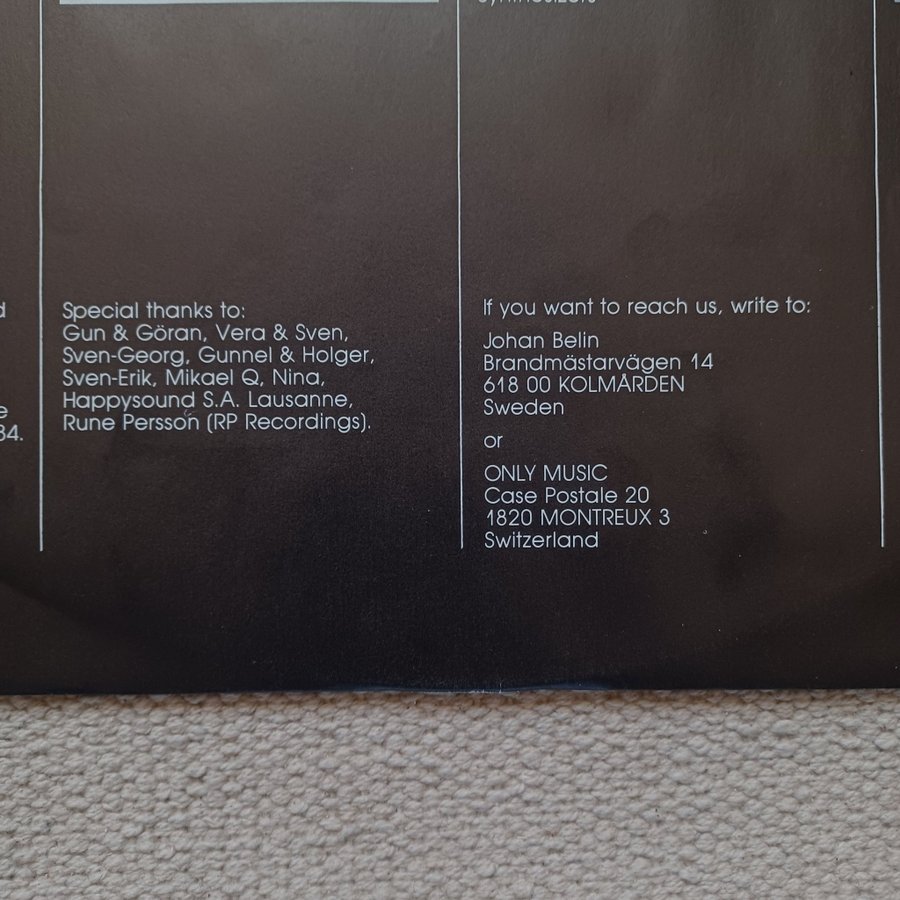 synthesizers
Special thanks to:
Gun & Göran, Vera & Sven,
Sven-Georg, Gunnel & Holger,
Sven-Erik, Mikael Q, Nina,
Happysound S.A. Lausanne,
Rune Persson (RP Recordings).
If you want to reach us, write to:
Johan Belin
Brandmästarvägen 14
618 00 KOLMÅRDEN
Sweden
or
ONLY MUSIC
Case Postale 20
1820 MONTREUX 3
Switzerland